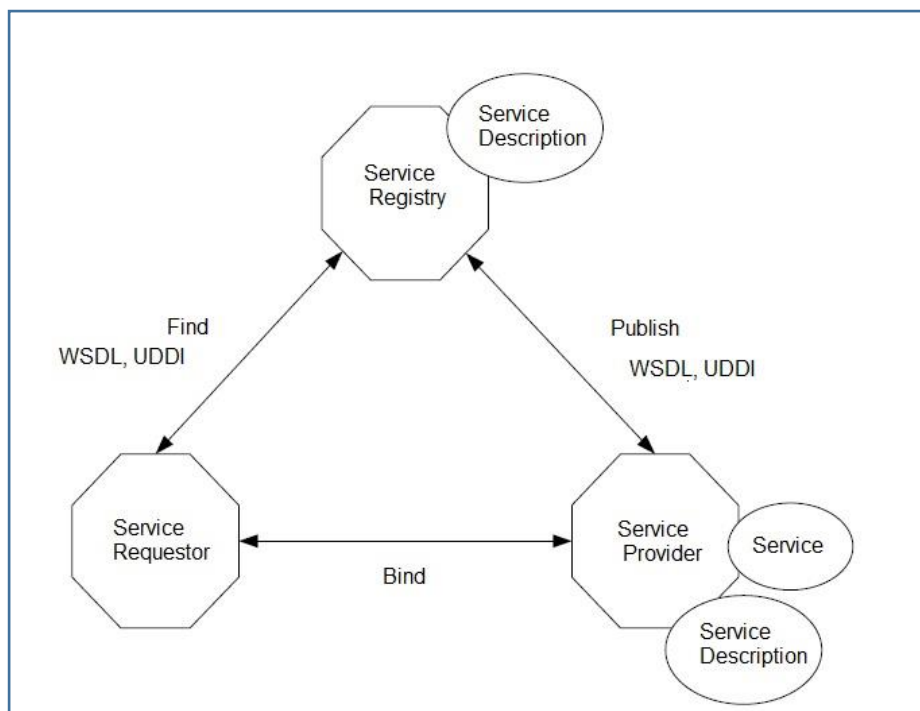 Service
Description
Service
Registry
Find
WSDL, UDDI
Publish
WSDL, UDDI
Service
Requestor
Bind
Service
Provider
Service
Service
Description